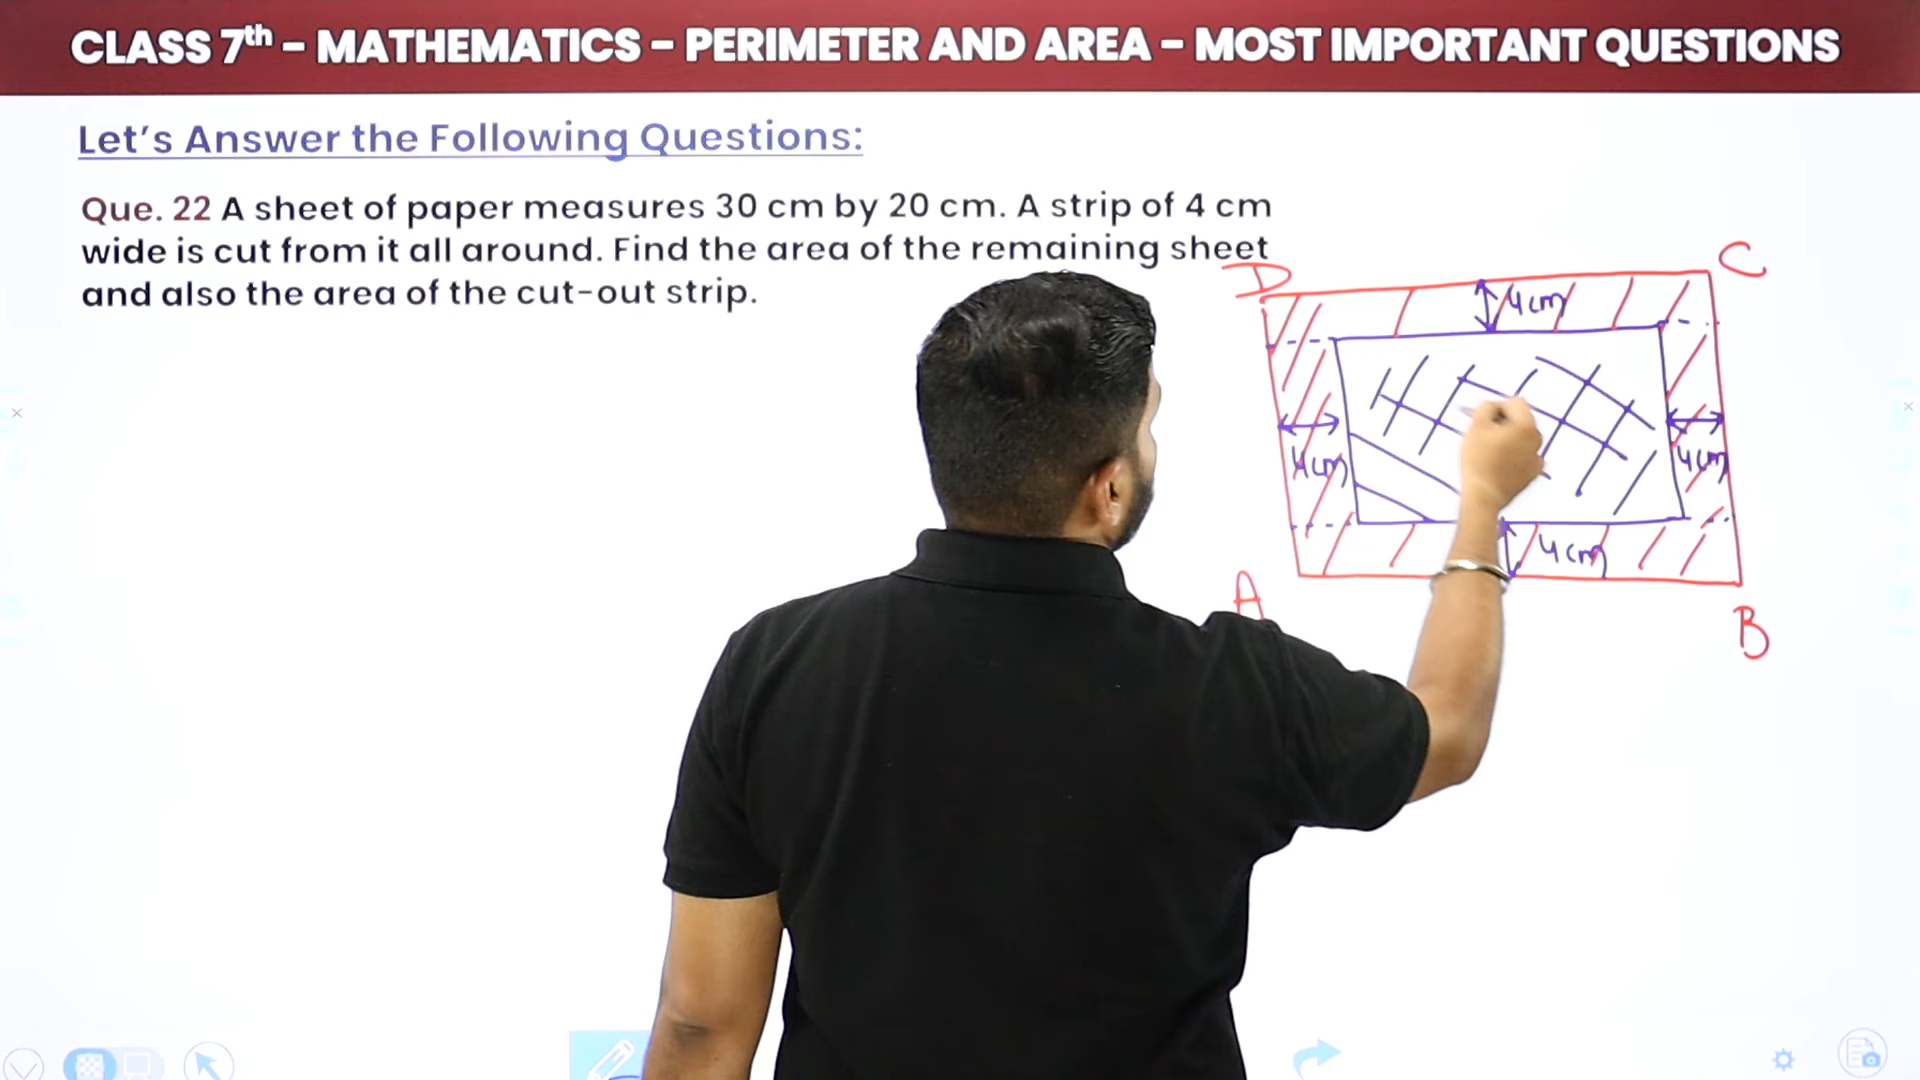 CLASS 7th – MATHEMATICS – PERIMETER AND AREA – MOST IMPORTANT QUESTIONS
Let's Answer the Following Questions:
Que. 22 A sheet of paper measures 30 cm by 20 cm. A strip of 4 cm
wide is cut from it all around. Find the area of the remaining sheet
and also the area of the cut-out strip.
D
C
4cm
4cm
4cm
4cm
A
B